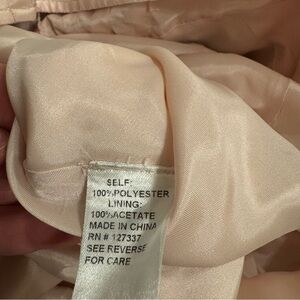 SELF:
100%POLYESTER
LINING:
100%ACETATE
MADE IN CHINA
RN # 127337
SEE REVERSE
FOR CARE